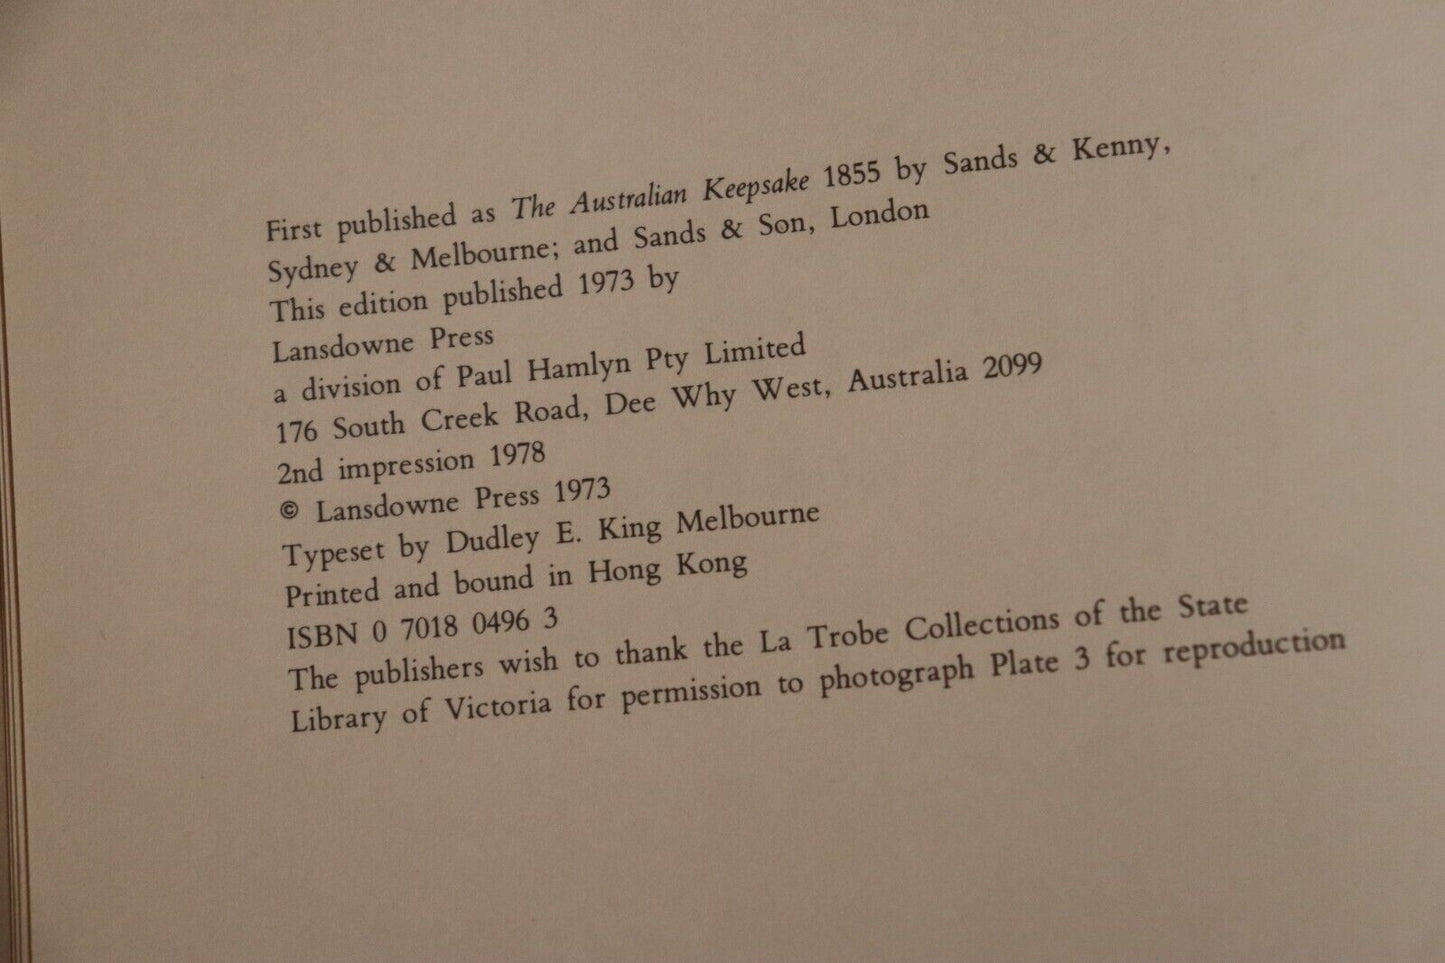 First published as The Australian Keepsake 1855 by Sands & Kenny,
Sydney & Melbourne; and Sands & Son, London
This edition published 1973 by
Lansdowne Press
a division of Paul Hamlyn Pty Limited
176 South Creek Road, Dee Why West, Australia 2099
2nd impression 1978
© Lansdowne Press 1973
Typeset by Dudley E. King Melbourne
Printed and bound in Hong Kong
ISBN 0 7018 0496 3
The publishers wish to thank the La Trobe Collections of the State
Library of Victoria for permission to photograph Plate 3 for reproduction